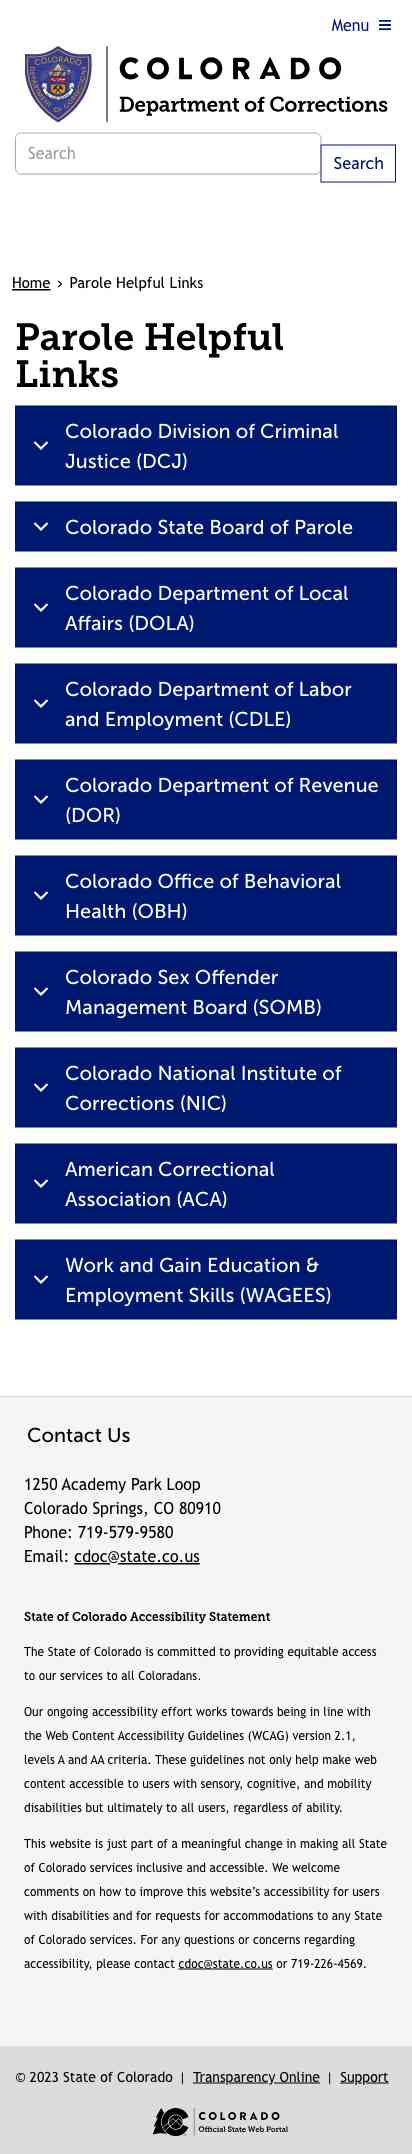 Menu
COLORADO
Department of Corrections
Search
Search
Home › Parole Helpful Links
Parole Helpful
Links
Colorado Division of Criminal
Justice (DCJ)
Colorado State Board of Parole
Colorado Department of Local
Affairs (DOLA)
Colorado Department of Labor
and Employment (CDLE)
Colorado Department of Revenue
(DOR)
Colorado Office of Behavioral
Health (OBH)
Colorado Sex Offender
Management Board (SOMB)
Colorado National Institute of
Corrections (NIC)
American Correctional
Association (ACA)
Work and Gain Education &
Employment Skills (WAGEES)
Contact Us
1250 Academy Park Loop
Colorado Springs, CO 80910
Phone: 719-579-9580
Email: cdoc@state.co.us
State of Colorado Accessibility Statement
The State of Colorado is committed to providing equitable access
to our services to all Coloradans.
Our ongoing accessibility effort works towards being in line with
the Web Content Accessibility Guidelines (WCAG) version 2.1,
levels A and AA criteria. These guidelines not only help make web
content accessible to users with sensory, cognitive, and mobility
disabilities but ultimately to all users, regardless of ability.
This website is just part of a meaningful change in making all State
of Colorado services inclusive and accessible. We welcome
comments on how to improve this website's accessibility for users
with disabilities and for requests for accommodations to any State
of Colorado services. For any questions or concerns regarding
accessibility, please contact cdoc@state.co.us or 719-226-4569.
© 2023 State of Colorado | Transparency Online | Support
COLORADO
Official State Web Portal